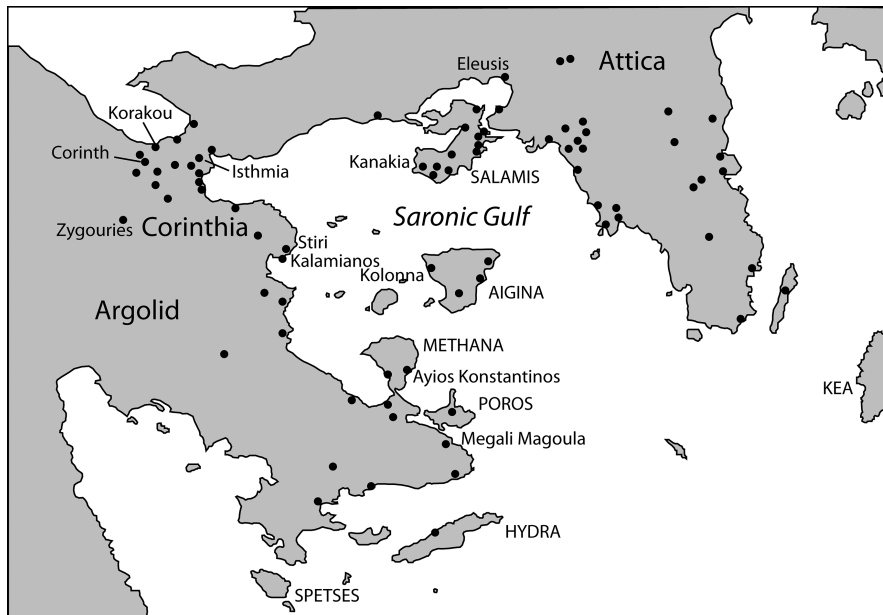 Eleusis
Attica
Korakou
Corinth
Isthmia
Kanakia
SALAMIS
Saronic Gulf
Zygouries
Corinthia
Stiri
Kalamianos
Kolonna
AIGINA
Argolid
METHANA
Ayios Konstantinos
KEA
POROS
Megali Magoula
HYDRA
SPETSES